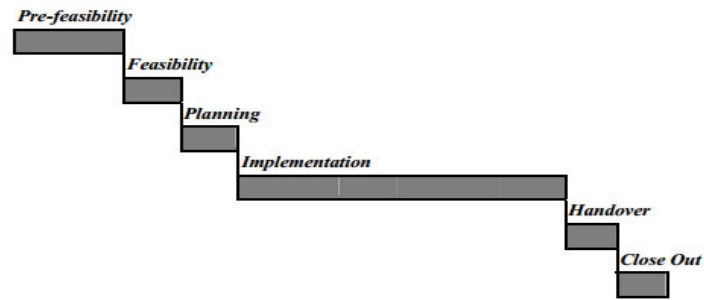 Pre-feasibility
Feasibility
Planning
Implementation
Handover
Close Out